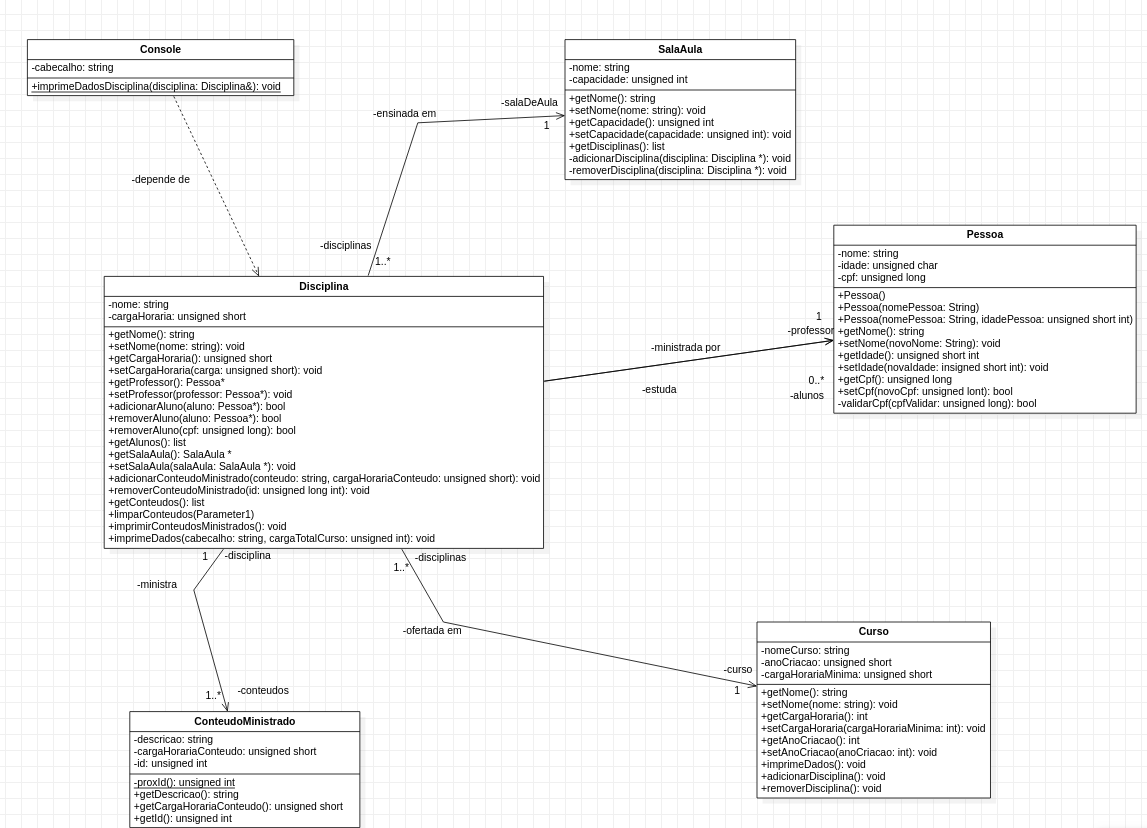 Console
-cabecalho: string
+imprimeDadosDisciplina(disciplina: Disciplina&): void
SalaAula
-nome: string
-capacidade: unsigned int
+getNome(): string
+setNome(nome: string): void
+getCapacidade(): unsigned int
+setCapacidade(capacidade: unsigned int): void
+getDisciplinas(): list
-adicionarDisciplina(disciplina: Disciplina *): void
-removerDisciplina(disciplina: Disciplina *): void
-ensinada em
-salaDeAula
1
-depende de
-disciplinas
1..*
Pessoa
-nome: string
-idade: unsigned char
-cpf: unsigned long
+Pessoa()
+Pessoa(nomePessoa: String)
+Pessoa(nomePessoa: String, idadePessoa: unsigned short int)
+getNome(): string
+setNome(novoNome: String): void
+getIdade(): unsigned short int
+setIdade(novaIdade: insigned short int): void
+getCpf(): unsigned long
+setCpf(novoCpf: unsigned lont): bool
-validarCpf(cpfValidar: unsigned long): bool
1
-professor
-ministrada por
-estuda
0..*
-alunos
Disciplina
-nome: string
-cargaHoraria: unsigned short
+getNome(): string
+setNome(nome: string): void
+getCargaHoraria(): unsigned short
+setCargaHoraria(carga: unsigned short): void
+getProfessor(): Pessoa*
+setProfessor(professor: Pessoa*): void
+adicionarAluno(aluno: Pessoa*): bool
+removerAluno(aluno: Pessoa*): bool
+removerAluno(cpf: unsigned long): bool
+getAlunos(): list
+getSalaAula(): SalaAula *
+setSalaAula(salaAula: SalaAula *): void
+adicionarConteudoMinistrado(conteudo: string, cargaHorariaConteudo: unsigned short): void
+removerConteudoMinistrado(id: unsigned long int): void
+getConteudos(): list
+limparConteudos(Parameter1)
+imprimirConteudosMinistrados(): void
+imprimeDados(cabecalho: string, cargaTotalCurso: unsigned int): void
1
-disciplina
-disciplinas
1..*
-ministra
-ofertada em
1..*
-conteudos
-curso
1
ConteudoMinistrado
-descricao: string
-cargaHorariaConteudo: unsigned short
-id: unsigned int
-proxId(): unsigned int
+getDescricao(): string
+getCargaHorariaConteudo(): unsigned short
+getId(): unsigned int
Curso
-nomeCurso: string
-anoCriacao: unsigned short
-cargaHorariaMinima: unsigned short
+getNome(): string
+setNome(nome: string): void
+getCargaHoraria(): int
+setCargaHoraria(cargaHorariaMinima: int): void
+getAnoCriacao(): int
+setAnoCriacao(anoCriacao: int): void
+imprimeDados(): void
+adicionarDisciplina(): void
+removerDisciplina(): void